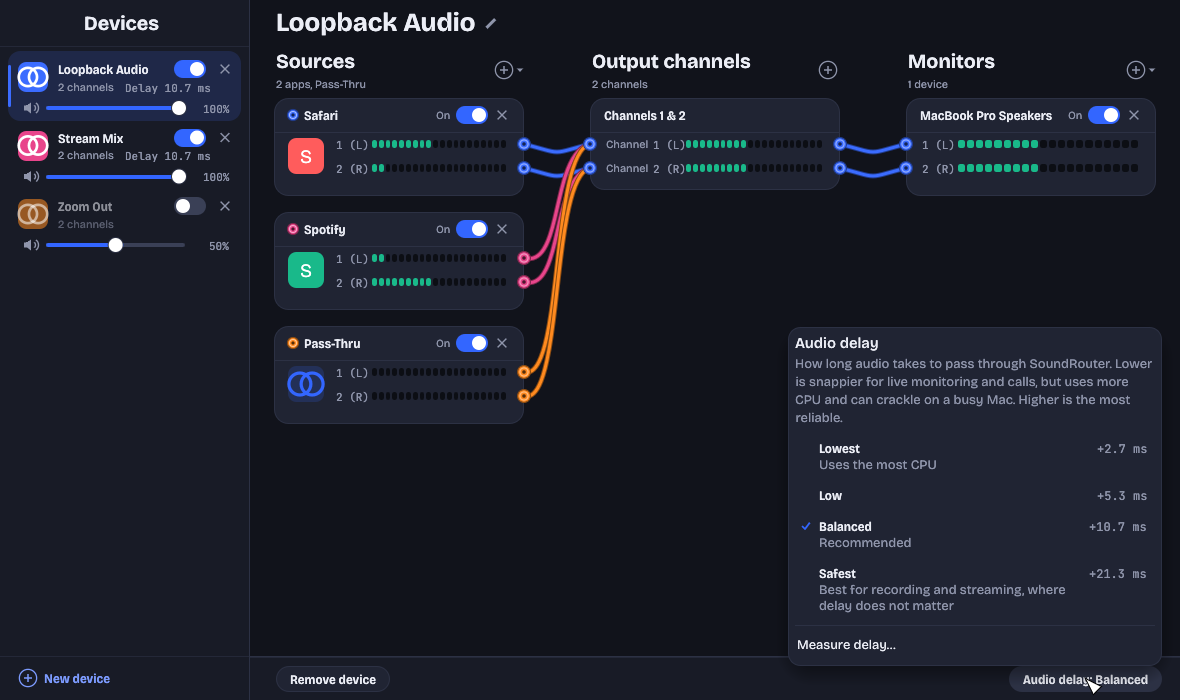 Devices
Loopback Audio
2 channels Delay 10.7 ms
100%
Stream Mix
2 channels Delay 10.7 ms
100%
Zoom Out
2 channels
50%
New device
Loopback Audio
Sources
2 apps, Pass-Thru
Safari On
S
1 (L)
2 (R)
Spotify On
S
1 (L)
2 (R)
Pass-Thru On
1 (L)
2 (R)
Output channels
2 channels
Channels 1 & 2
Channel 1 (L)
Channel 2 (R)
Monitors
1 device
MacBook Pro Speakers On
1 (L)
2 (R)
Audio delay
How long audio takes to pass through SoundRouter. Lower
is snappier for live monitoring and calls, but uses more
CPU and can crackle on a busy Mac. Higher is the most
reliable.
Lowest +2.7 ms
Uses the most CPU
Low +5.3 ms
Balanced +10.7 ms
Recommended
Safest +21.3 ms
Best for recording and streaming, where
delay does not matter
Measure delay...
Remove device
Audio delay: Balanced